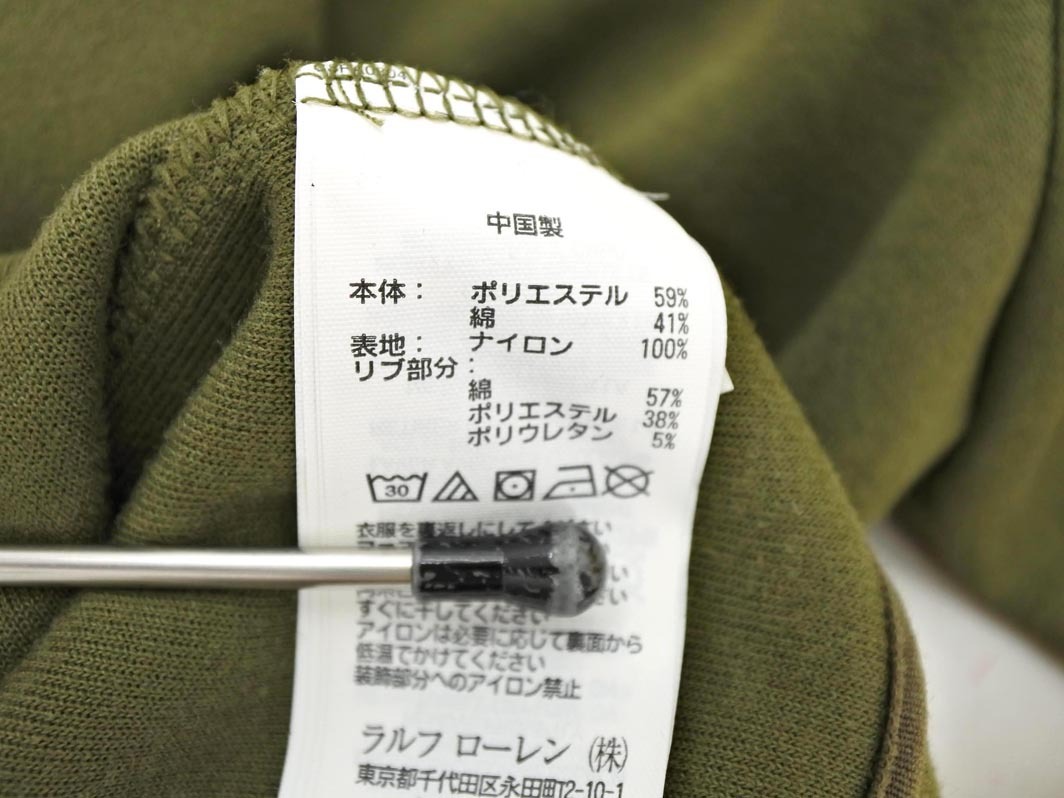 中国製
本体： ポリエステル 59%
綿 41%
表地： ナイロン 100%
リブ部分：
綿 57%
ポリエステル 38%
ポリウレタン 5%
30
衣服を裏返しにしてください
すぐに干してください
アイロンは必要に応じて裏面から
低温でかけてください
装飾部分へのアイロン禁止
ラルフ ローレン (株)
東京都千代田区永田町2-10-1